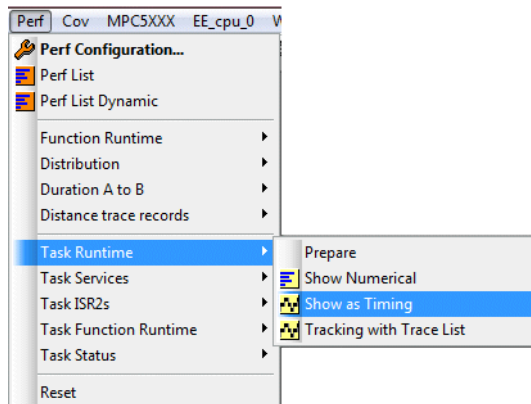 Perf Cov MPC5XXX EE_cpu_0
Perf Configuration...
Perf List
Perf List Dynamic
Function Runtime
Distribution
Duration A to B
Distance trace records
Task Runtime
Prepare
Task Services
Show Numerical
Task ISR2s
Show as Timing
Task Function Runtime
Tracking with Trace List
Task Status
Reset